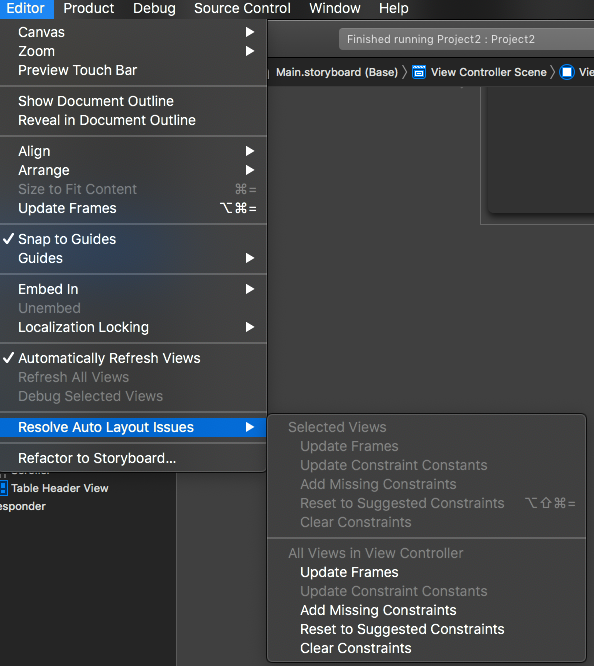 Editor Product Debug Source Control Window Help
Finished running Project2 : Project2
Main.storyboard (Base) 〉 View Controller Scene 〉
Canvas ▶
Zoom ▶
Preview Touch Bar
Show Document Outline
Reveal in Document Outline
Align ▶
Arrange ▶
Size to Fit Content ⌘=
Update Frames ⌥⌘=
✓ Snap to Guides
Guides ▶
Embed In ▶
Unembed
Localization Locking ▶
✓ Automatically Refresh Views
Refresh All Views
Debug Selected Views
Resolve Auto Layout Issues ▶
Refactor to Storyboard...
Table Header View
esponder
Selected Views
Update Frames
Update Constraint Constants
Add Missing Constraints
Reset to Suggested Constraints ⌥⇧⌘=
Clear Constraints
All Views in View Controller
Update Frames
Update Constraint Constants
Add Missing Constraints
Reset to Suggested Constraints
Clear Constraints